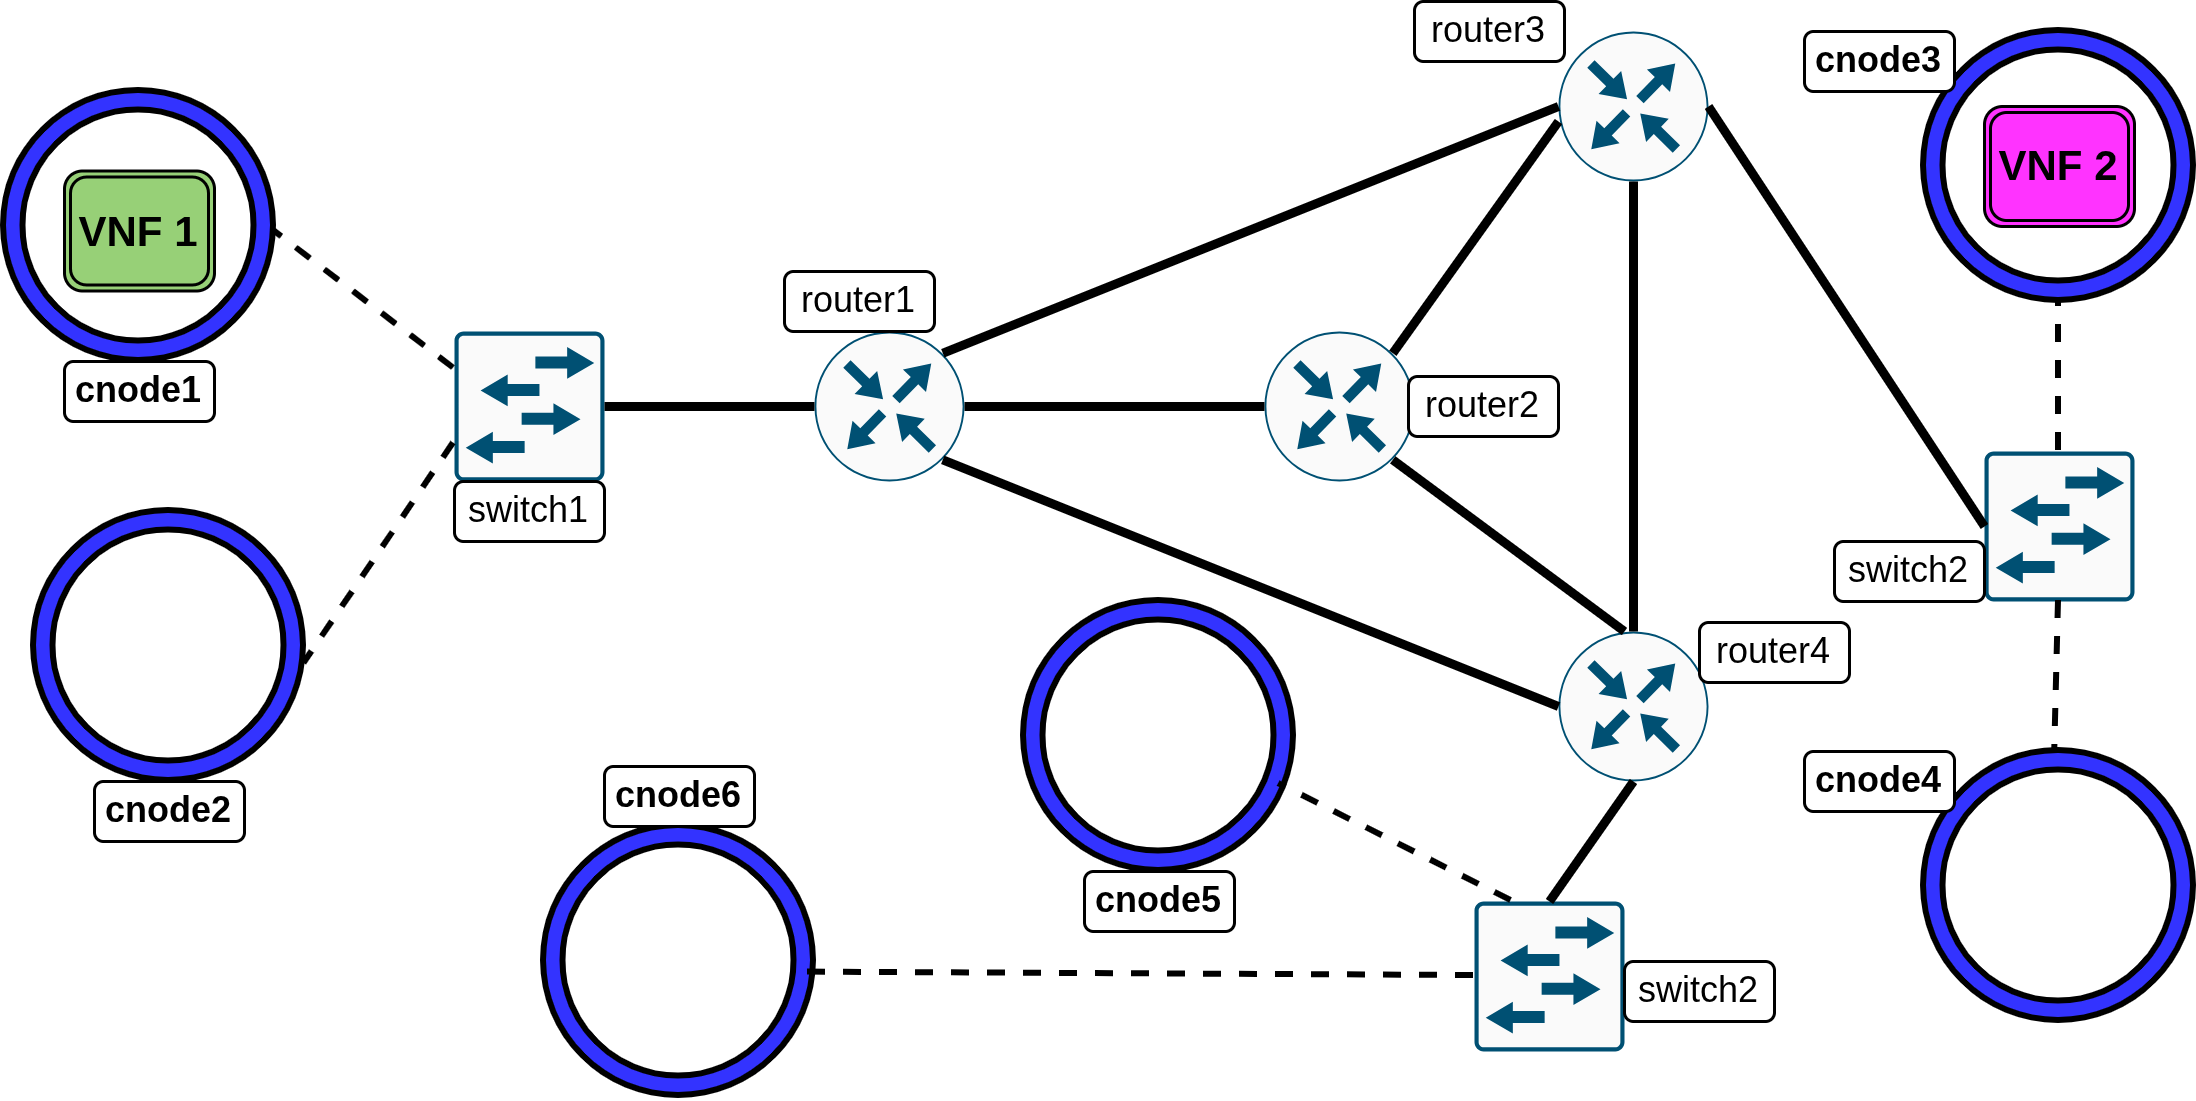 router3
cnode3
VNF 2
VNF 1
router1
cnode1
router2
switch1
switch2
router4
cnode6
cnode4
cnode2
cnode5
switch2